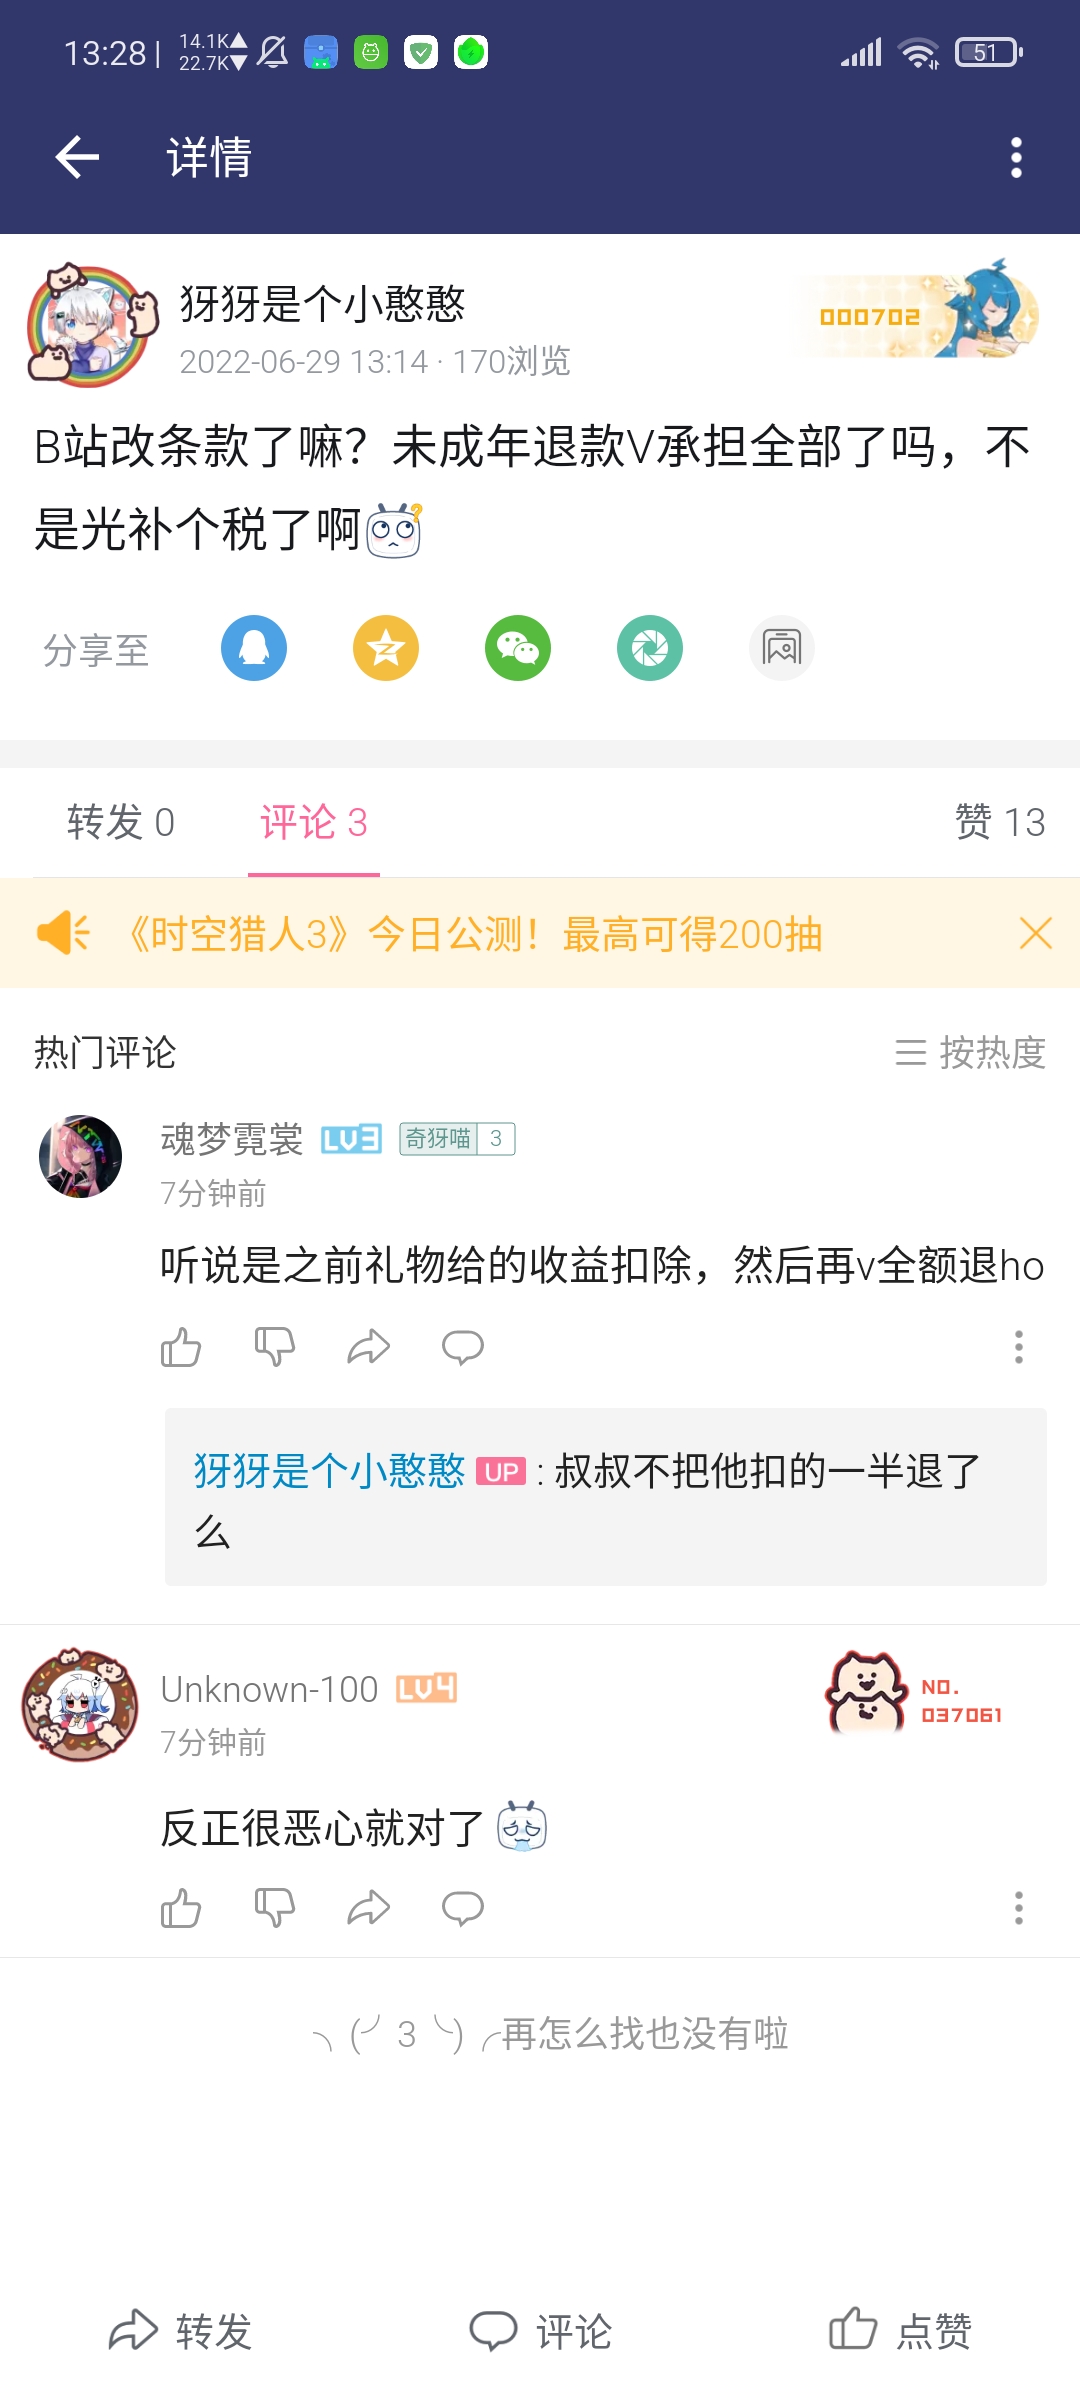 13:28
14.1K
22.7K
51
详情
犽犽是个小憨憨
2022-06-29 13:14 · 170浏览
000702
B站改条款了嘛？未成年退款V承担全部了吗，不
是光补个税了啊
分享至
转发 0
评论 3
赞 13
《时空猎人3》今日公测！最高可得200抽
热门评论
按热度
魂梦霓裳 LV3 奇犽喵 3
7分钟前
听说是之前礼物给的收益扣除，然后再v全额退ho
犽犽是个小憨憨 UP : 叔叔不把他扣的一半退了
么
Unknown-100 LV4
NO.
037061
7分钟前
反正很恶心就对了
╮(╯3╰)╭再怎么找也没有啦
转发
评论
点赞